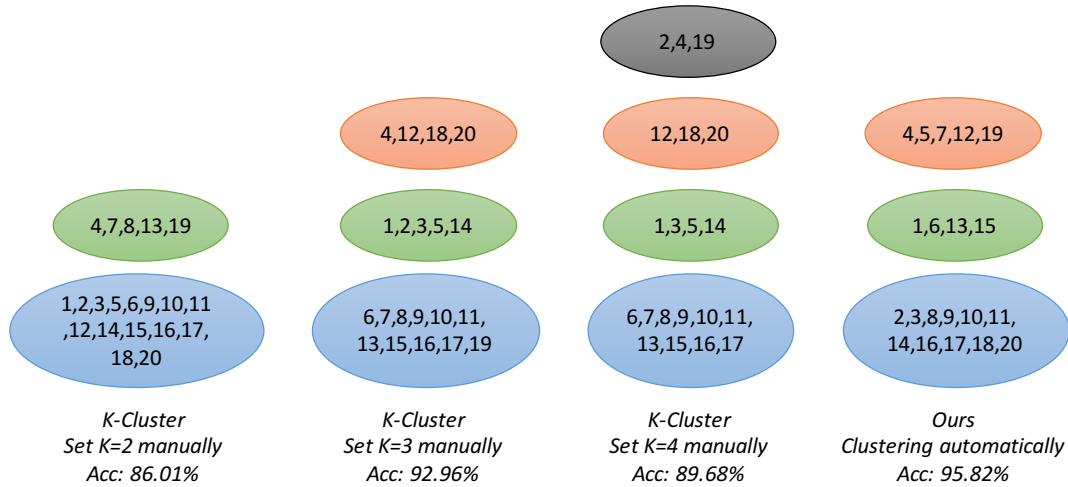 2,4,19
4,12,18,20
12,18,20
4,5,7,12,19
4,7,8,13,19
1,2,3,5,14
1,3,5,14
1,6,13,15
1,2,3,5,6,9,10,11
,12,14,15,16,17,
18,20
6,7,8,9,10,11,
13,15,16,17,19
6,7,8,9,10,11,
13,15,16,17
2,3,8,9,10,11,
14,16,17,18,20
K-Cluster
Set K=2 manually
Acc: 86.01%
K-Cluster
Set K=3 manually
Acc: 92.96%
K-Cluster
Set K=4 manually
Acc: 89.68%
Ours
Clustering automatically
Acc: 95.82%